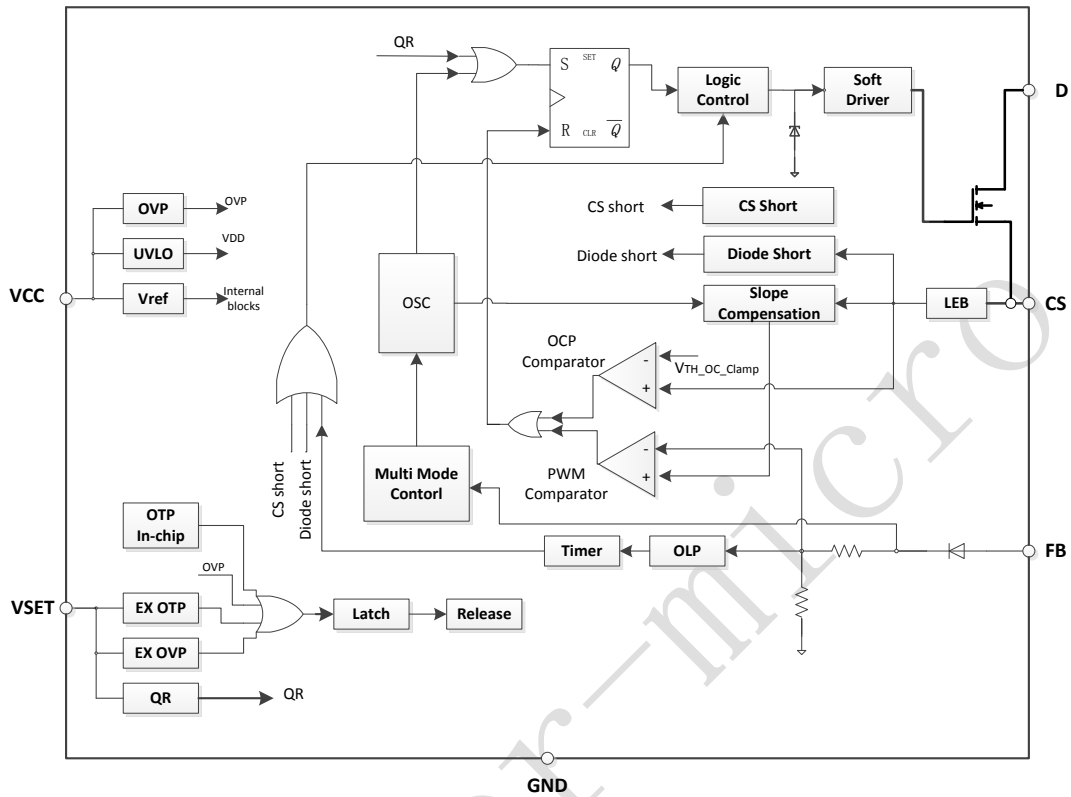 QR
S SET Q
R CLR Q
Logic
Control
Soft
Driver
D
OVP
OVP
UVLO
VDD
Vref
Internal
blocks
VCC
CS short
CS Short
Diode short
Diode Short
OSC
Slope
Compensation
LEB
CS
OCP
Comparator
-
+
VTH_OC_Clamp
PWM
Comparator
-
+
CS short
Diode short
Multi Mode
Contorl
OTP
In-chip
Timer
OLP
FB
OVP
VSET
EX OTP
Latch
Release
EX OVP
QR
QR
GND
r-micro